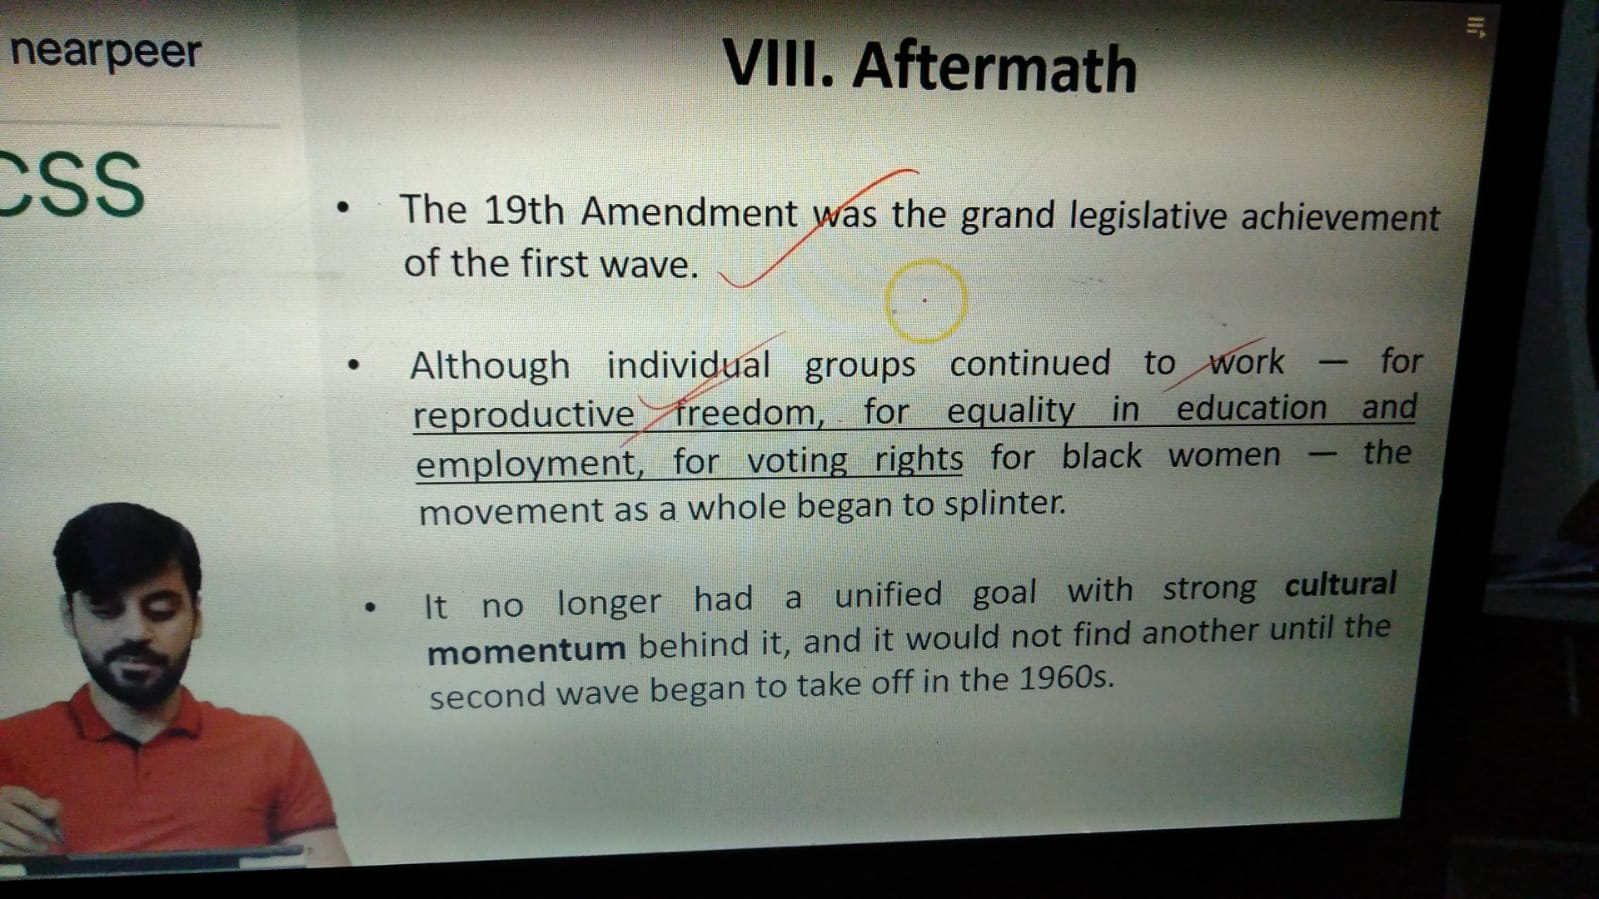 nearpeer
CSS
VIII. Aftermath
• The 19th Amendment was the grand legislative achievement
of the first wave.
• Although individual groups continued to work — for
reproductive freedom, for equality in education and
employment, for voting rights for black women — the
movement as a whole began to splinter.
• It no longer had a unified goal with strong cultural
momentum behind it, and it would not find another until the
second wave began to take off in the 1960s.